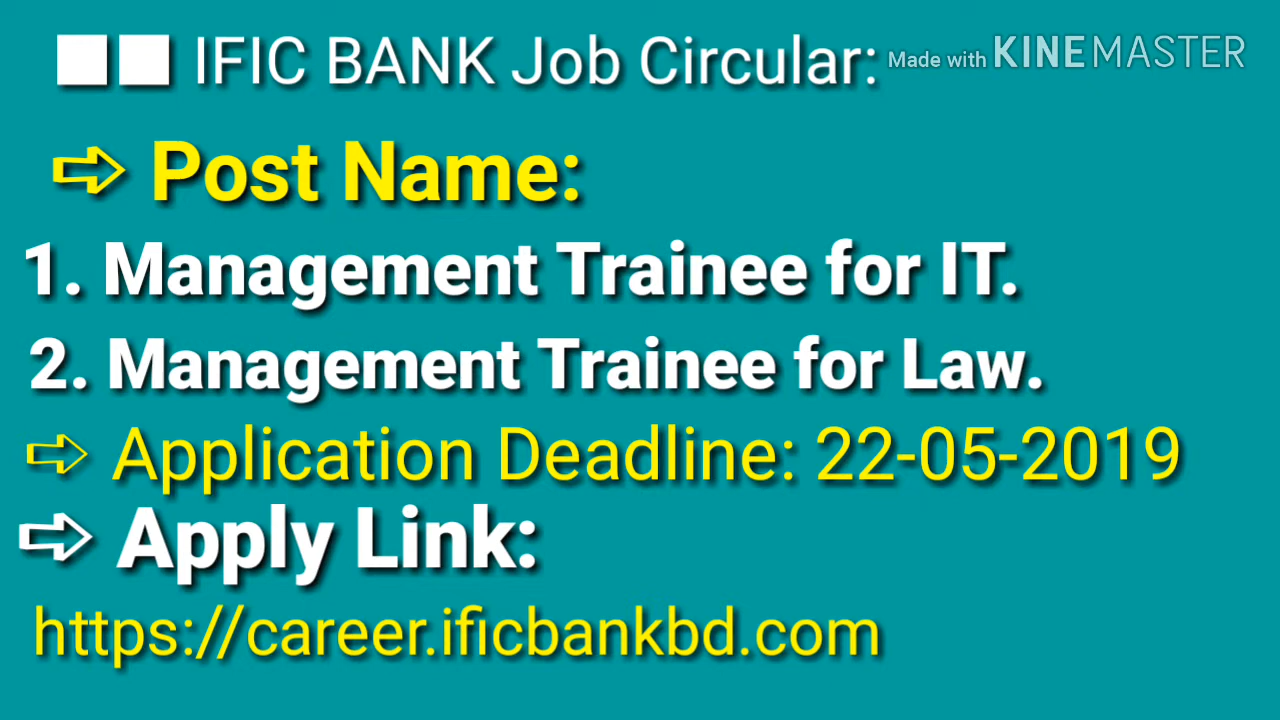 ■■ IFIC BANK Job Circular:
Made with KINEMASTER
➪ Post Name:
1. Management Trainee for IT.
2. Management Trainee for Law.
➪ Application Deadline: 22-05-2019
➪ Apply Link:
https://career.ificbankbd.com